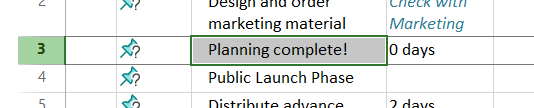 2 Design and order Check with
marketing material Marketing
3 Planning complete! 0 days
4 Public Launch Phase
5 Distribute advance 2 days